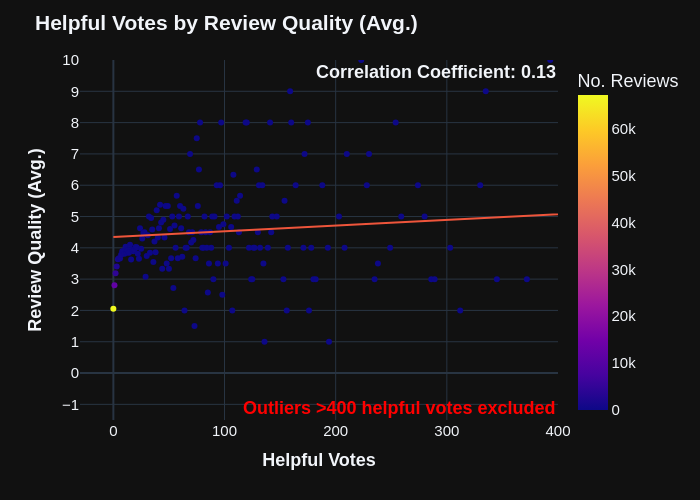 Helpful Votes by Review Quality (Avg.)
Correlation Coefficient: 0.13
No. Reviews
10
9
8
7
6
5
4
3
2
1
0
−1
Review Quality (Avg.)
0
100
200
300
400
Helpful Votes
Outliers >400 helpful votes excluded
60k
50k
40k
30k
20k
10k
0